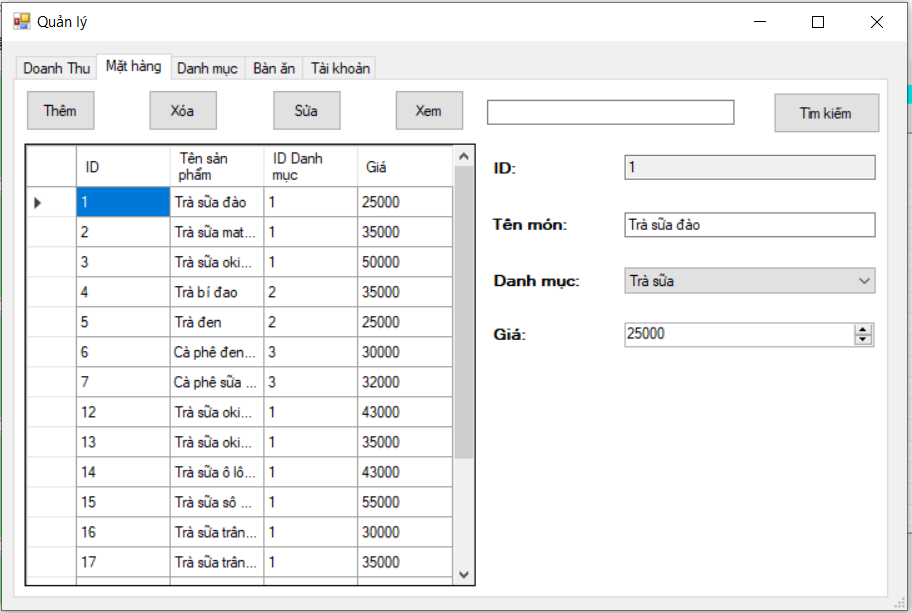 Quản lý
Doanh Thu Mặt hàng Danh mục Bàn ăn Tài khoản
Thêm Xóa Sửa Xem Tìm kiếm
ID Tên sản phẩm ID Danh mục Giá
1 Trà sữa đào 1 25000
2 Trà sữa mat... 1 35000
3 Trà sữa oki... 1 50000
4 Trà bí đao 2 35000
5 Trà đen 2 25000
6 Cà phê đen... 3 30000
7 Cà phê sữa ... 3 32000
12 Trà sữa oki... 1 43000
13 Trà sữa oki... 1 35000
14 Trà sữa ô lô... 1 43000
15 Trà sữa sô ... 1 55000
16 Trà sữa trân... 1 30000
17 Trà sữa trân... 1 35000
ID: 1
Tên món: Trà sữa đào
Danh mục: Trà sữa
Giá: 25000